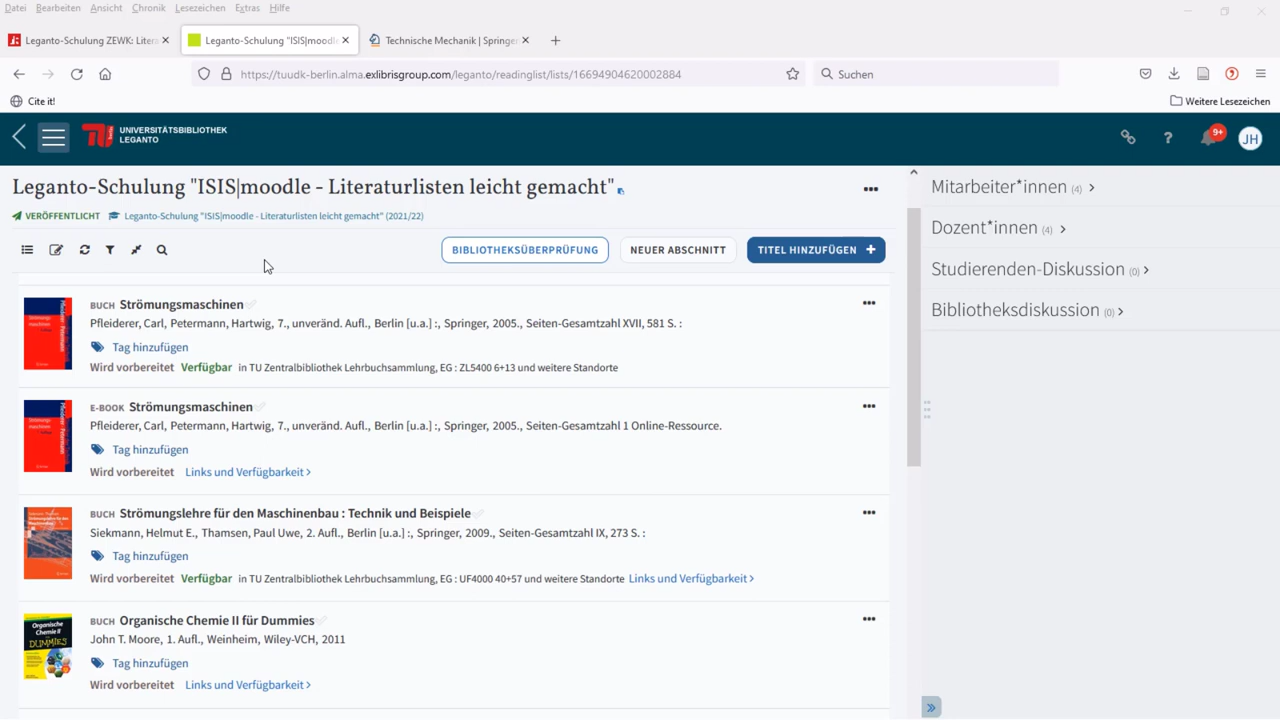 Datei Bearbeiten Ansicht Chronik Lesezeichen Extras Hilfe
Leganto-Schulung ZEWK: Litera
Leganto-Schulung "ISIS|moodle
Technische Mechanik | Springer
https://tuudk-berlin.alma.exlibrisgroup.com/leganto/readinglist/lists/16694904620002884
Suchen
Cite it!
Weitere Lesezeichen
UNIVERSITÄTSBIBLIOTHEK
LEGANTO
9+
JH
Leganto-Schulung "ISIS|moodle - Literaturlisten leicht gemacht"
VERÖFFENTLICHT Leganto-Schulung "ISIS|moodle - Literaturlisten leicht gemacht" (2021/22)
BIBLIOTHEKSÜBERPRÜFUNG NEUER ABSCHNITT TITEL HINZUFÜGEN +
BUCH Strömungsmaschinen
Pfleiderer, Carl, Petermann, Hartwig, 7., unveränd. Aufl., Berlin [u.a.] :, Springer, 2005., Seiten-Gesamtzahl XVII, 581 S. :
Tag hinzufügen
Wird vorbereitet Verfügbar in TU Zentralbibliothek Lehrbuchsammlung, EG : ZL5400 6+13 und weitere Standorte
E-BOOK Strömungsmaschinen
Pfleiderer, Carl, Petermann, Hartwig, 7., unveränd. Aufl., Berlin [u.a.] :, Springer, 2005., Seiten-Gesamtzahl 1 Online-Ressource.
Tag hinzufügen
Wird vorbereitet Links und Verfügbarkeit >
BUCH Strömungslehre für den Maschinenbau : Technik und Beispiele
Siekmann, Helmut E., Thamsen, Paul Uwe, 2. Aufl., Berlin [u.a.] :, Springer, 2009., Seiten-Gesamtzahl IX, 273 S. :
Tag hinzufügen
Wird vorbereitet Verfügbar in TU Zentralbibliothek Lehrbuchsammlung, EG : UF4000 40+57 und weitere Standorte Links und Verfügbarkeit >
Organische
Chemie II
DUMMIES
BUCH Organische Chemie II für Dummies
John T. Moore, 1. Aufl., Weinheim, Wiley-VCH, 2011
Tag hinzufügen
Wird vorbereitet Links und Verfügbarkeit >
Mitarbeiter*innen (4) >
Dozent*innen (4) >
Studierenden-Diskussion (0) >
Bibliotheksdiskussion (0) >